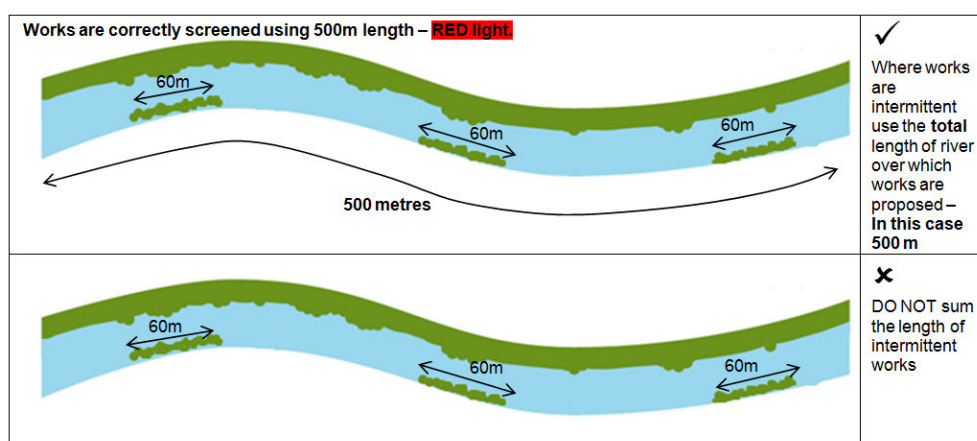 Works are correctly screened using 500m length – RED light.
60m
60m
60m
500 metres
✓
Where works
are
intermittent
use the total
length of river
over which
works are
proposed –
In this case
500 m
60m
60m
60m
✗
DO NOT sum
the length of
intermittent
works